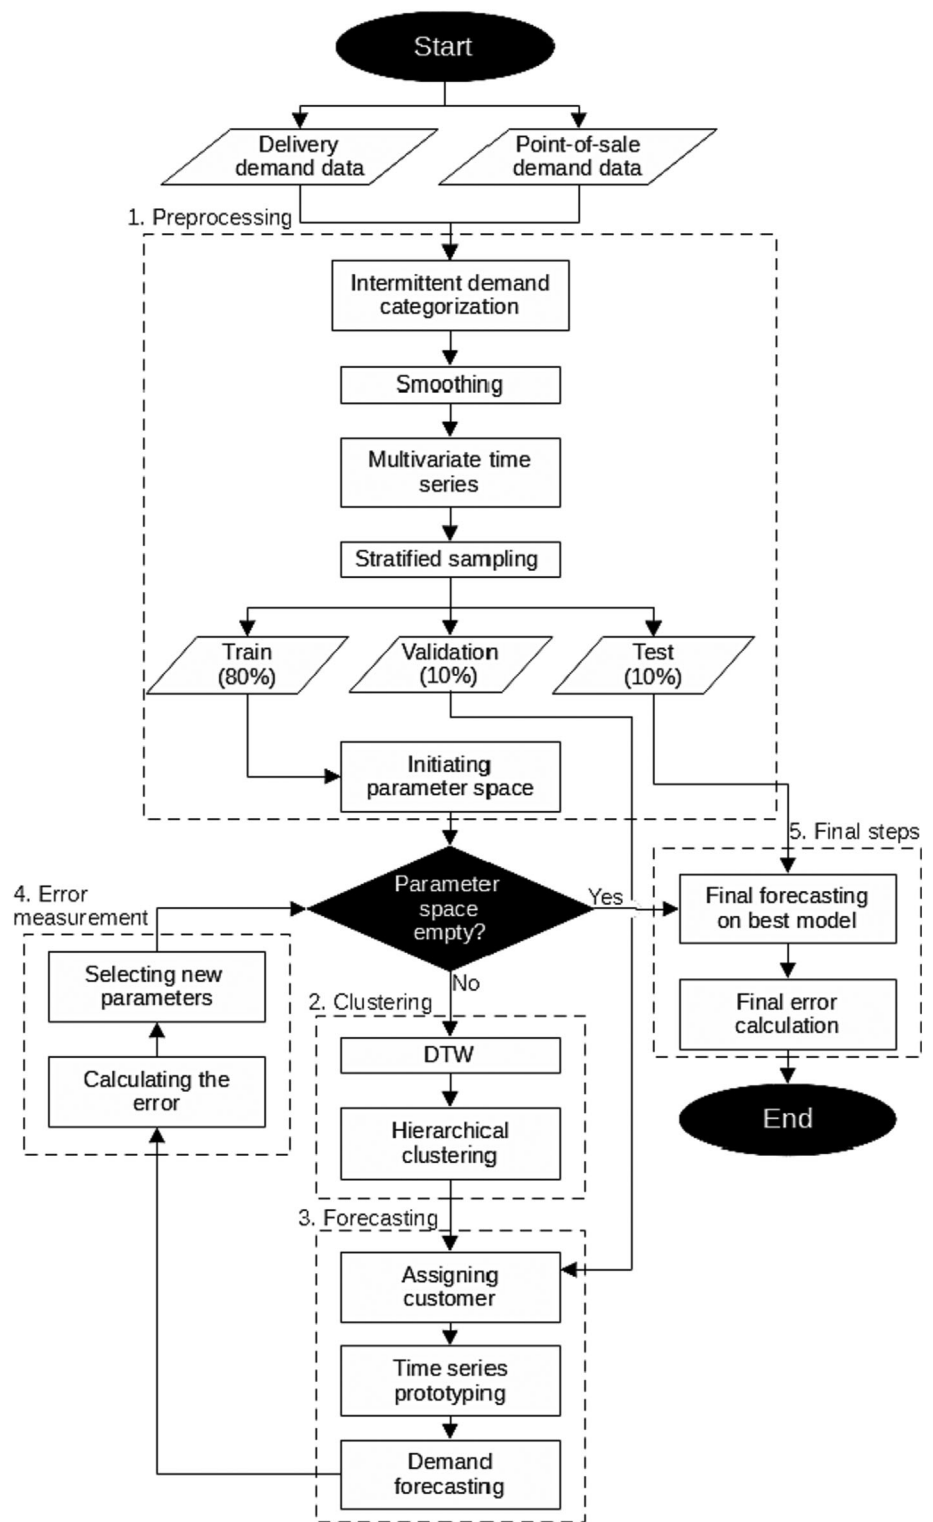 Start
Delivery
demand data
Point-of-sale
demand data
1. Preprocessing
Intermittent demand
categorization
Smoothing
Multivariate time
series
Stratified sampling
Train
(80%)
Validation
(10%)
Test
(10%)
Initiating
parameter space
Parameter
space
empty?
Yes
No
5. Final steps
Final forecasting
on best model
Final error
calculation
End
2. Clustering
DTW
Hierarchical
clustering
3. Forecasting
Assigning
customer
Time series
prototyping
Demand
forecasting
4. Error
measurement
Selecting new
parameters
Calculating the
error